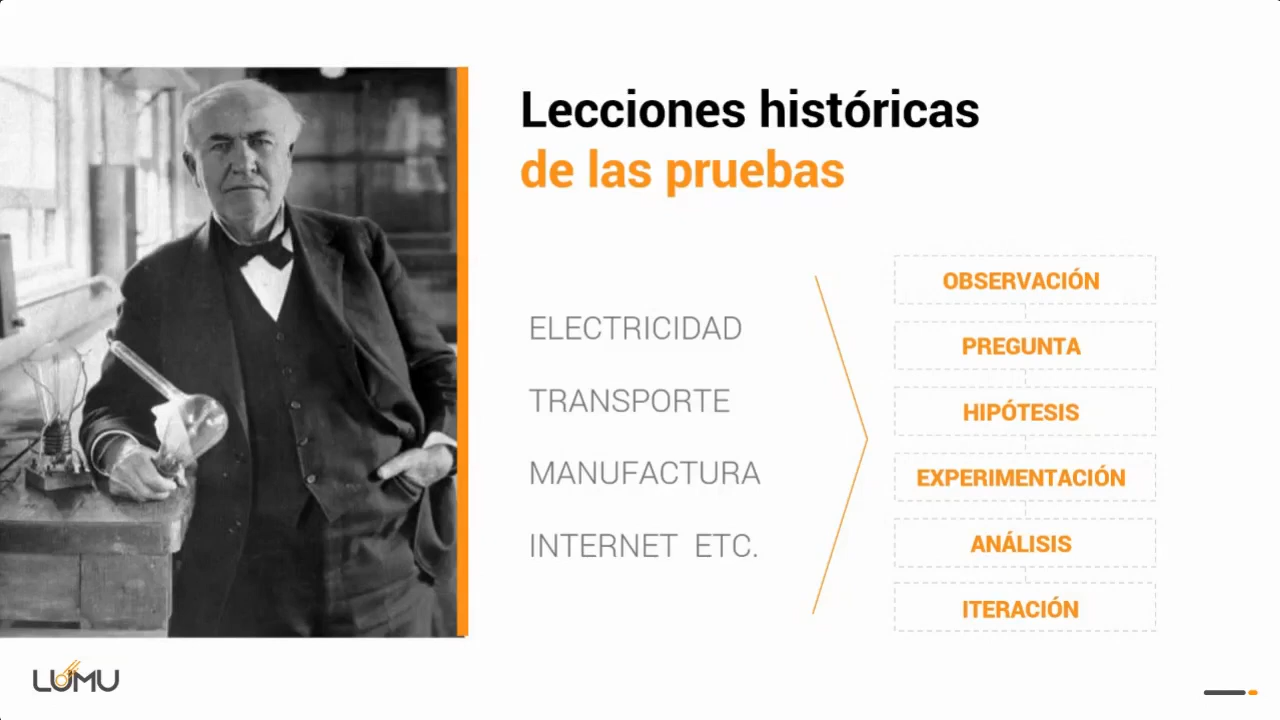 Lecciones históricas
de las pruebas
ELECTRICIDAD
TRANSPORTE
MANUFACTURA
INTERNET ETC.
OBSERVACIÓN
PREGUNTA
HIPÓTESIS
EXPERIMENTACIÓN
ANÁLISIS
ITERACIÓN
LUMU